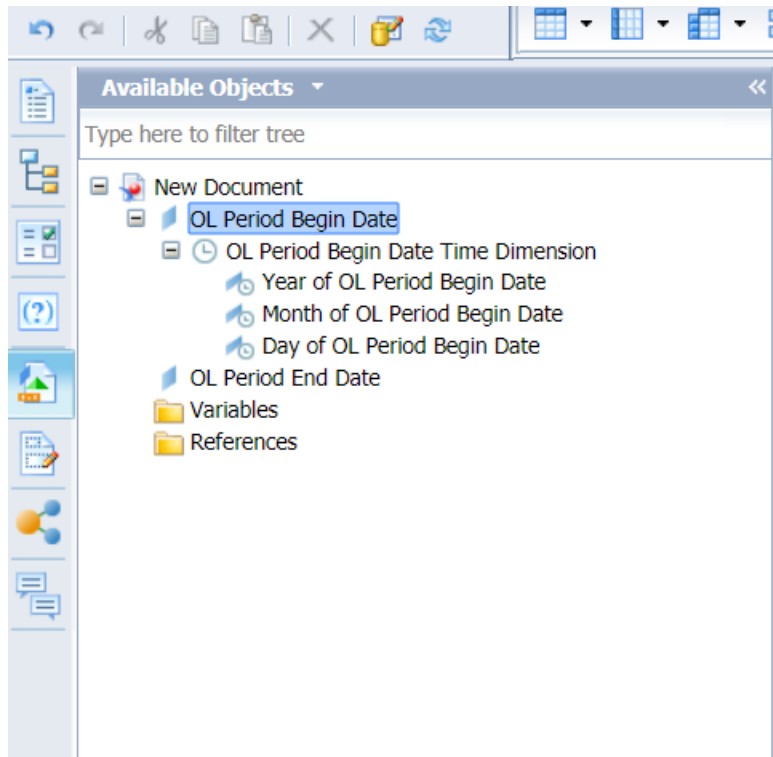 Available Objects
Type here to filter tree
New Document
OL Period Begin Date
OL Period Begin Date Time Dimension
Year of OL Period Begin Date
Month of OL Period Begin Date
Day of OL Period Begin Date
OL Period End Date
Variables
References